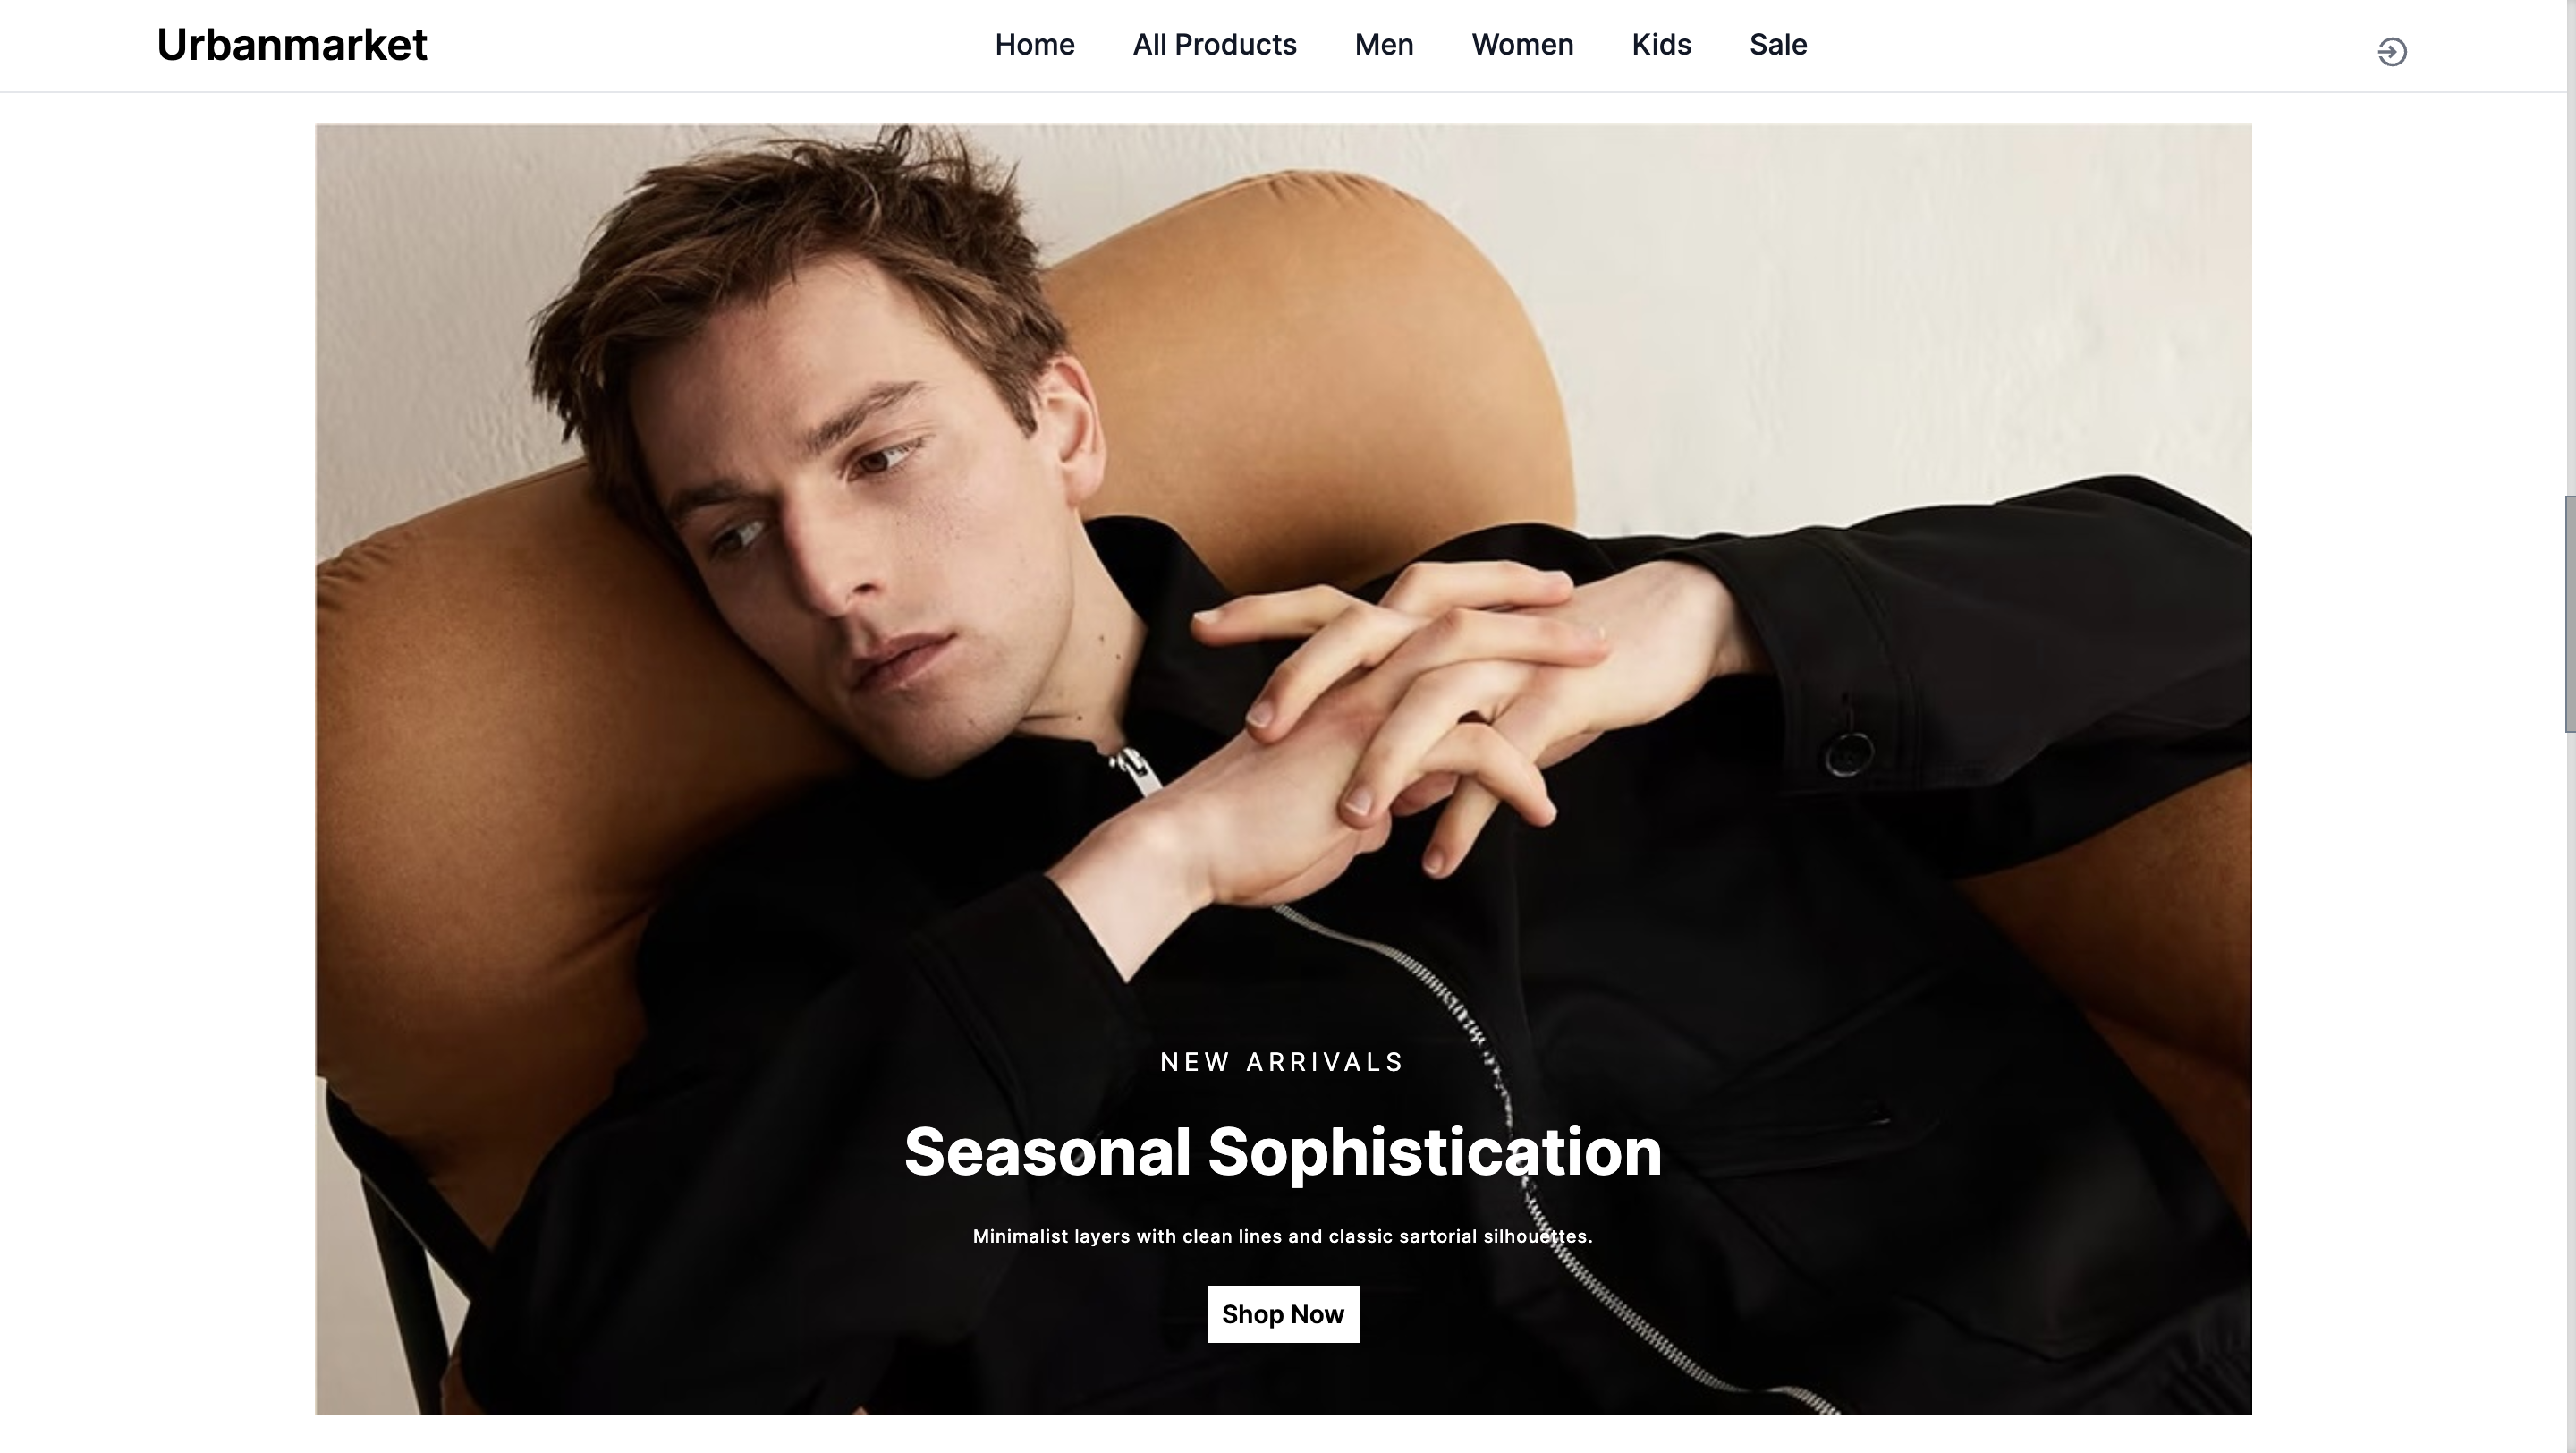 Urbanmarket
Home All Products Men Women Kids Sale
NEW ARRIVALS
Seasonal Sophistication
Minimalist layers with clean lines and classic sartorial silhouettes.
Shop Now